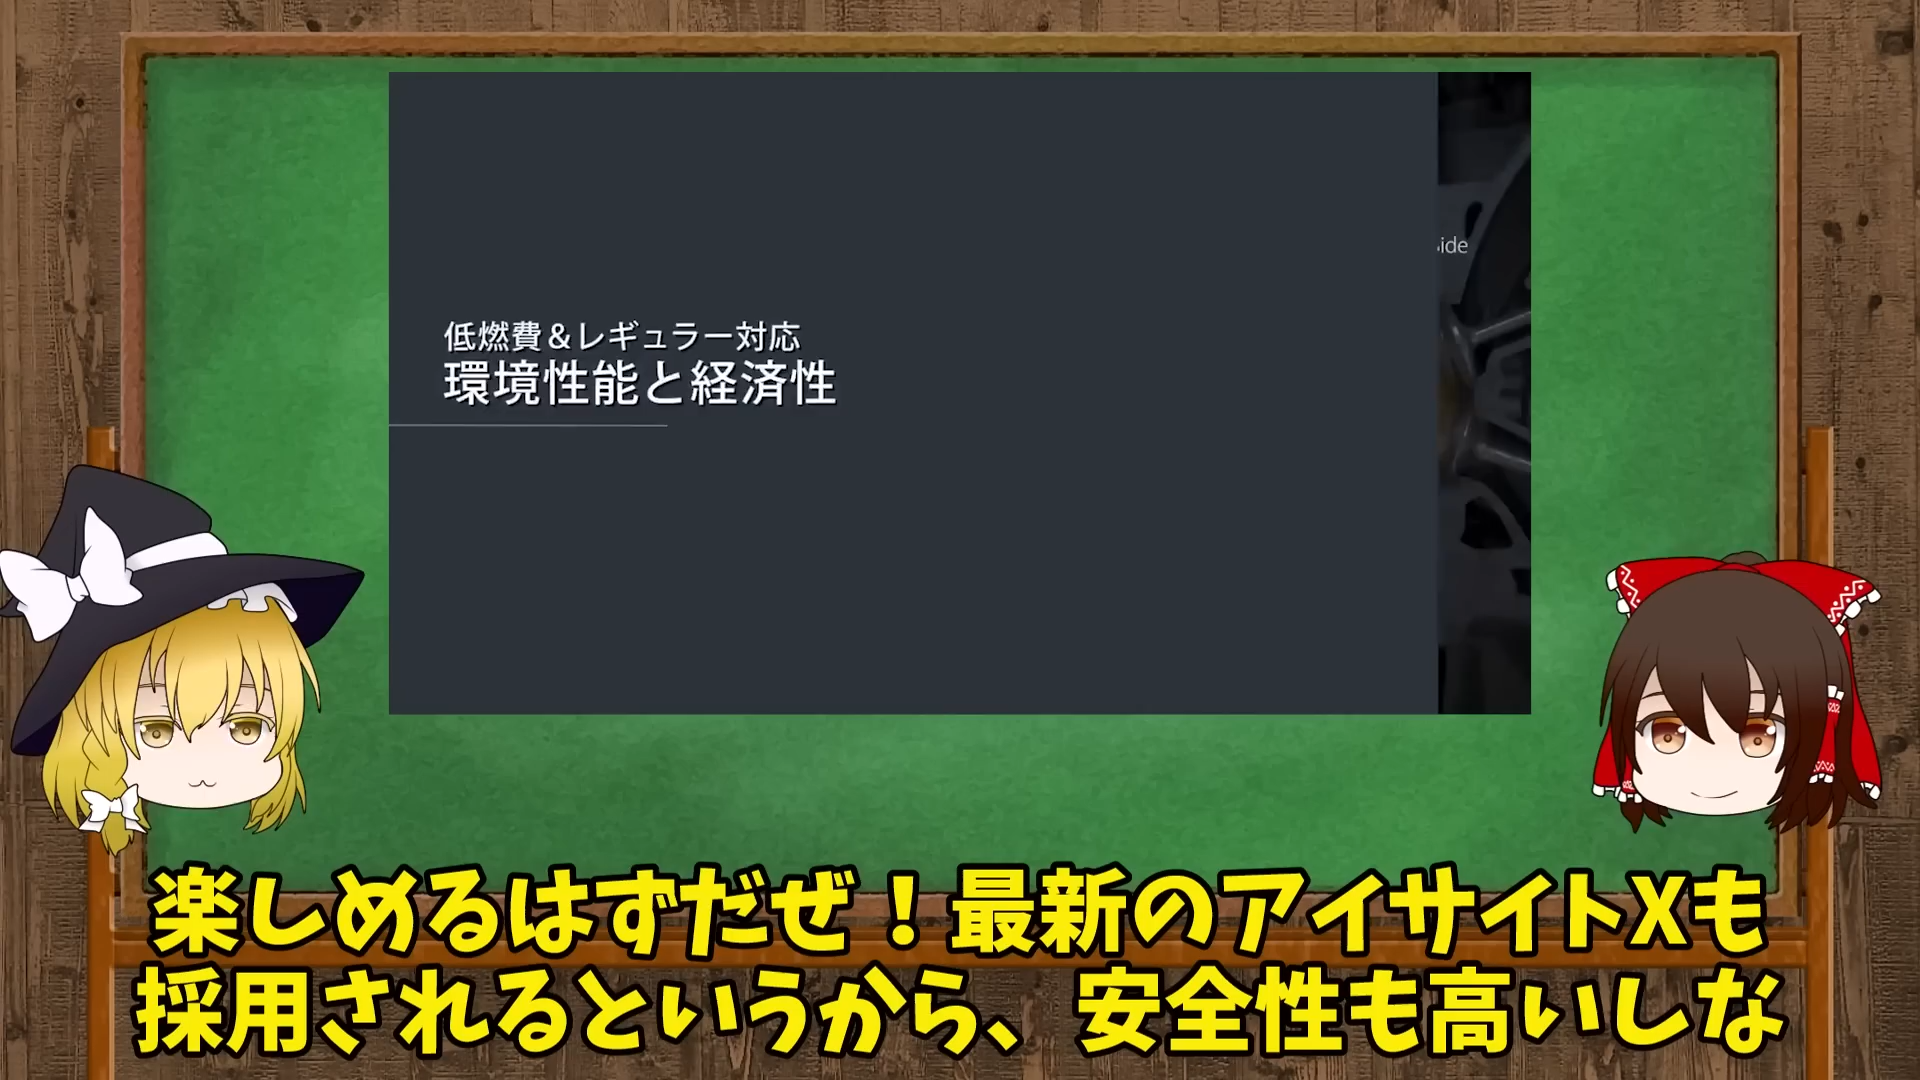 低燃費&レギュラー対応
環境性能と経済性
ide
楽しめるはずだぜ！最新のアイサイトXも
採用されるというから、安全性も高いしな